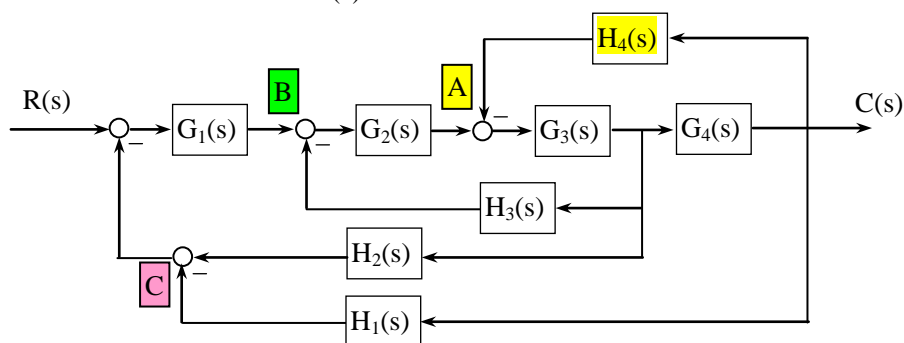 (s)
H₄(s)
B
A
R(s)
C(s)
G₁(s)
G₂(s)
G₃(s)
G₄(s)
−
−
−
H₃(s)
H₂(s)
−
C
H₁(s)